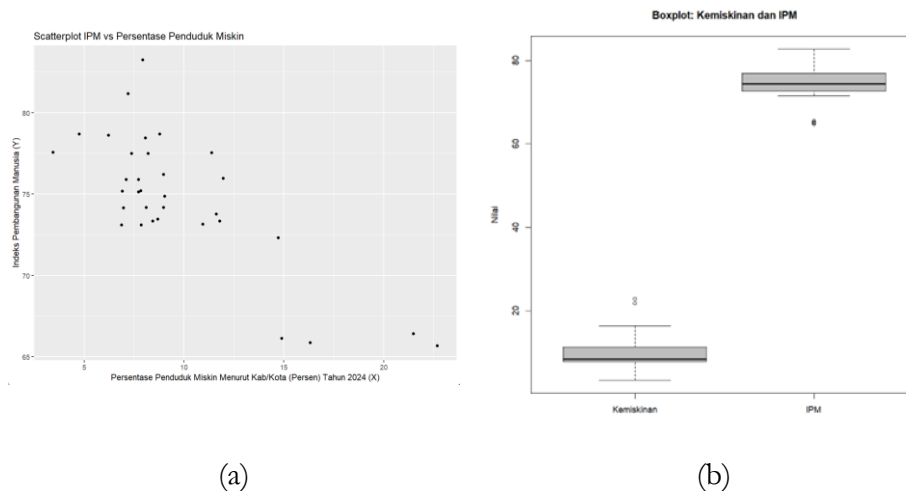 Scatterplot IPM vs Persentase Penduduk Miskin
Indeks Pembangunan Manusia (Y)
80
75
70
65
5
10
15
20
Persentase Penduduk Miskin Menurut Kab/Kota (Persen) Tahun 2024 (X)
(a)
Boxplot: Kemiskinan dan IPM
Nilai
80
60
40
20
Kemiskinan
IPM
(b)